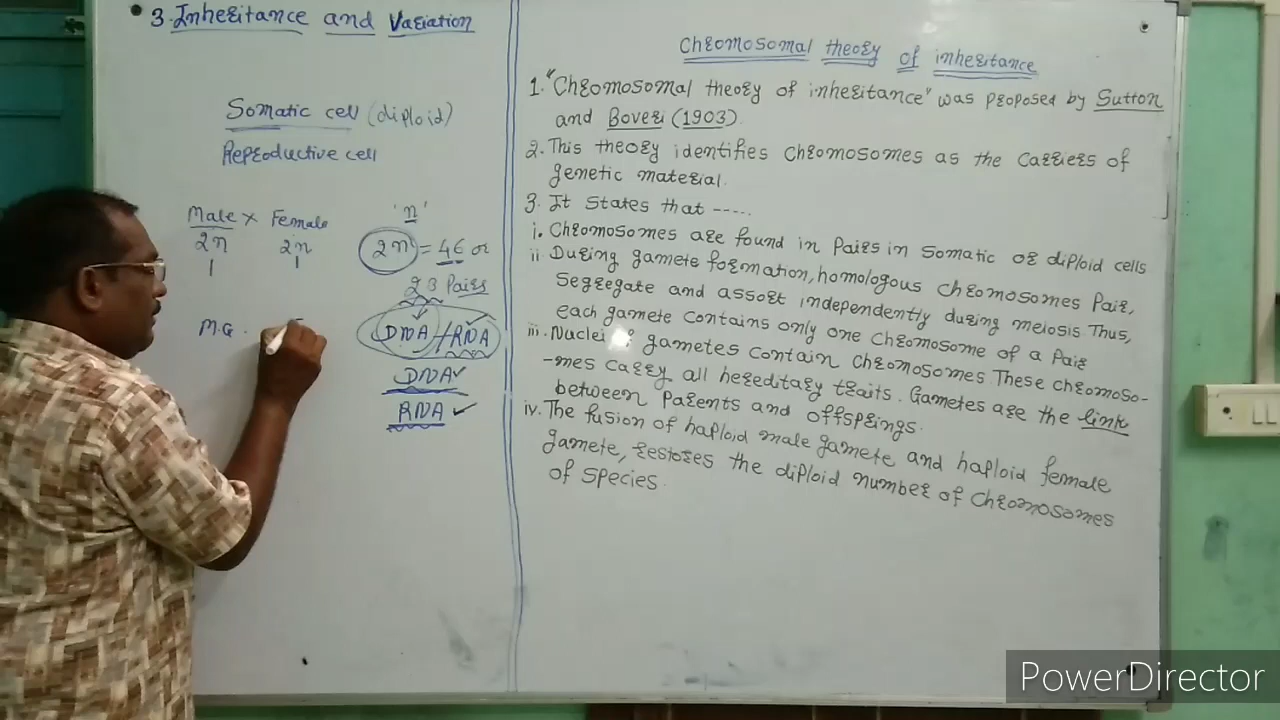 3. Inheritance and Variation
Somatic cell (diploid)
Reproductive cell
Male x Female
2n 2n
'n'
2n = 46 or
23 Pairs
DNA / RNA
DNA ✓
RNA ✓
M.G.
Chromosomal theory of inheritance
1. "Chromosomal theory of inheritance" was proposed by Sutton
and Boveri (1903).
2. This theory identifies chromosomes as the carriers of
genetic material.
3. It states that -----
i. Chromosomes are found in Pairs in Somatic or diploid cells
ii During gamete formation, homologous chromosomes Pair,
Segregate and assort independently during meiosis Thus,
each gamete contains only one chromosome of a Pair
iii. Nuclei of gametes contain chromosomes These chromoso-
-mes carry all hereditary traits. Gametes are the link
between Parents and offsprings.
iv. The fusion of haploid male gamete and haploid female
gamete, restores the diploid number of chromosomes
of species.
PowerDirector